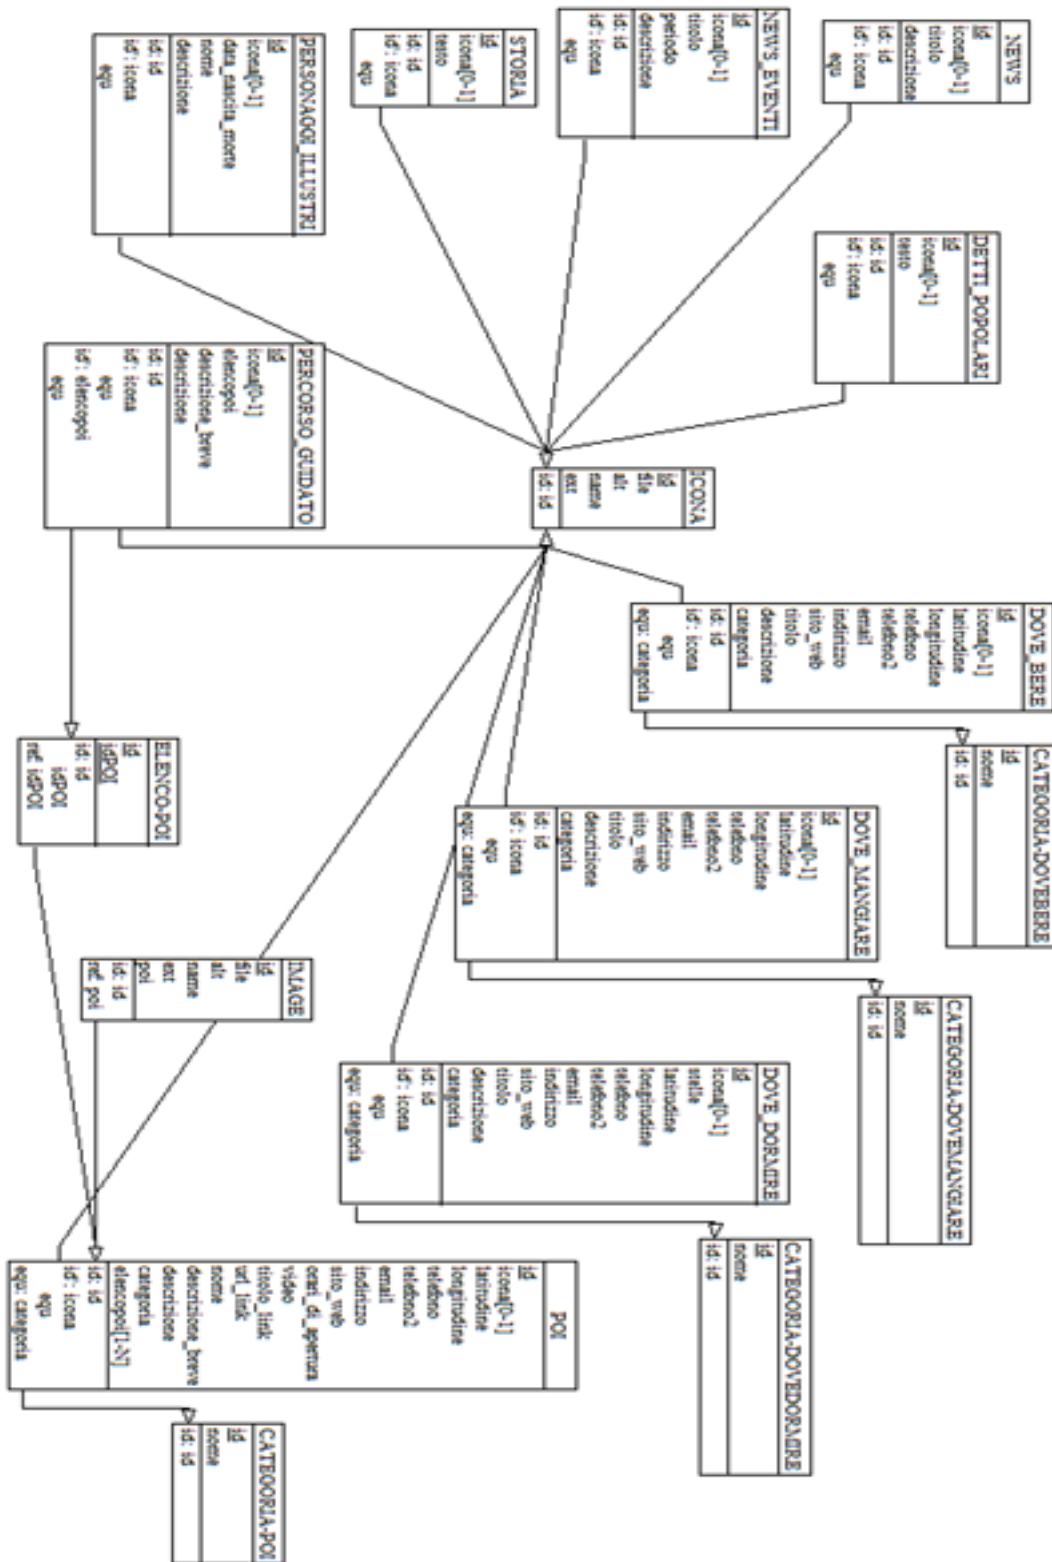 NEWS
id
icona[0-1]
titolo
descrizione
id: id
id': icona
equ
NEWS_EVENTI
id
icona[0-1]
titolo
periodo
descrizione
id: id
id': icona
equ
STORIA
id
icona[0-1]
testo
id: id
id': icona
equ
PERSONAGGI_ILLUSTRI
id
icona[0-1]
data_nascita_morte
nome
descrizione
id: id
id': icona
equ
DETTI_POPOLARI
id
icona[0-1]
testo
id: id
id': icona
equ
PERCORSO_GUIDATO
id
icona[0-1]
elencopoi
descrizione_breve
descrizione
id: id
id': icona
equ
id': elencopoi
equ
ICONA
id
file
alt
name
ext
id: id
DOVE_BERE
id
icona[0-1]
latitudine
longitudine
telefono
telefono2
email
indirizzo
sito_web
titolo
descrizione
categoria
id: id
id': icona
equ
equ: categoria
CATEGORIA-DOVEBERE
id
nome
id: id
ELENCO-POI
id
idPOI
id: id
idPOI
ref: idPOI
DOVE_MANGIARE
id
icona[0-1]
latitudine
longitudine
telefono
telefono2
email
indirizzo
sito_web
titolo
descrizione
categoria
id: id
id': icona
equ
equ: categoria
CATEGORIA-DOVEMANGIARE
id
nome
id: id
IMAGE
id
file
alt
name
ext
poi
id: id
ref: poi
DOVE_DORMIRE
id
icona[0-1]
stelle
latitudine
longitudine
telefono
telefono2
email
indirizzo
sito_web
titolo
descrizione
categoria
id: id
id': icona
equ
equ: categoria
CATEGORIA-DOVEDORMIRE
id
nome
id: id
POI
id
icona[0-1]
latitudine
longitudine
telefono
telefono2
email
indirizzo
sito_web
orari_di_apertura
video
titolo_link
url_link
nome
descrizione_breve
descrizione
categoria
elencopoi[1-N]
id: id
id': icona
equ
equ: categoria
CATEGORIA-POI
id
nome
id: id